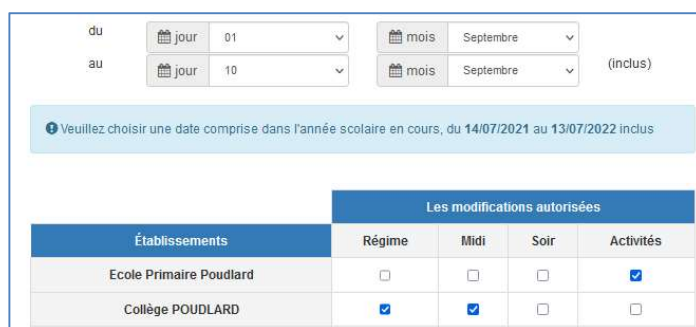 du jour 01 mois Septembre
au jour 10 mois Septembre (inclus)
Veuillez choisir une date comprise dans l'année scolaire en cours, du 14/07/2021 au 13/07/2022 inclus
Les modifications autorisées
Établissements Régime Midi Soir Activités
Ecole Primaire Poudlard
Collège POUDLARD